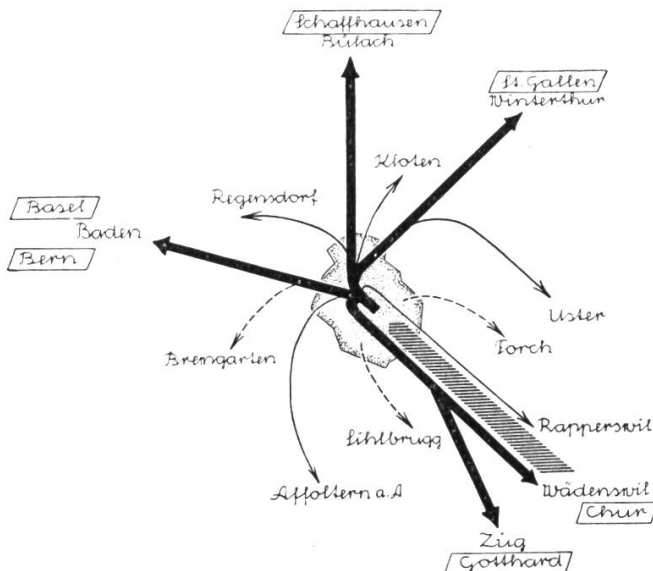 Schaffhausen
Bülach
St. Gallen
Winterthur
Kloten
Regensdorf
Basel
Baden
Bern
Uster
Forch
Bremgarten
Rapperswil
Sihlbrugg
Affoltern a. A
Wädenswil
Chur
Zug
Gotthard